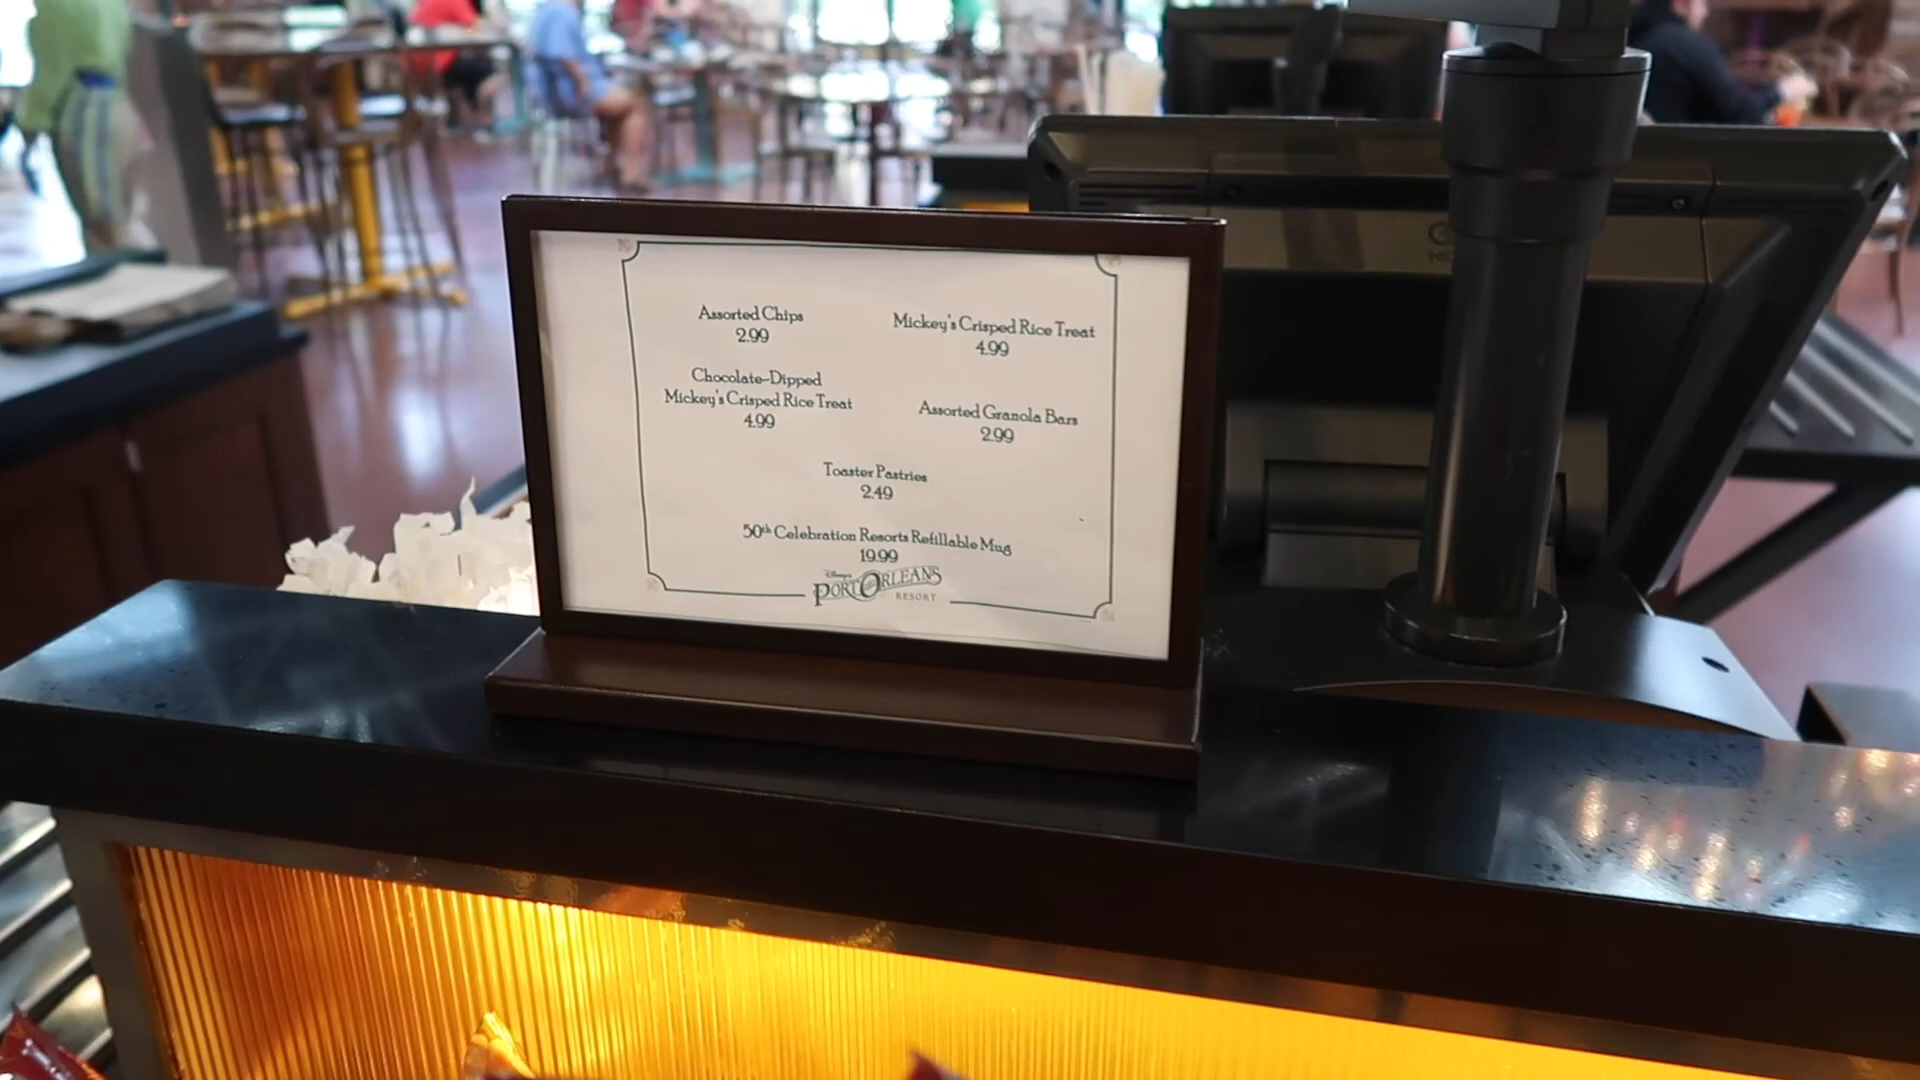 Assorted Chips
2.99
Mickey's Crisped Rice Treat
4.99
Chocolate-Dipped
Mickey's Crisped Rice Treat
4.99
Assorted Granola Bars
2.99
Toaster Pastries
2.49
50th Celebration Resorts Refillable Mug
19.99
Disney's
PORT ORLEANS
RESORT